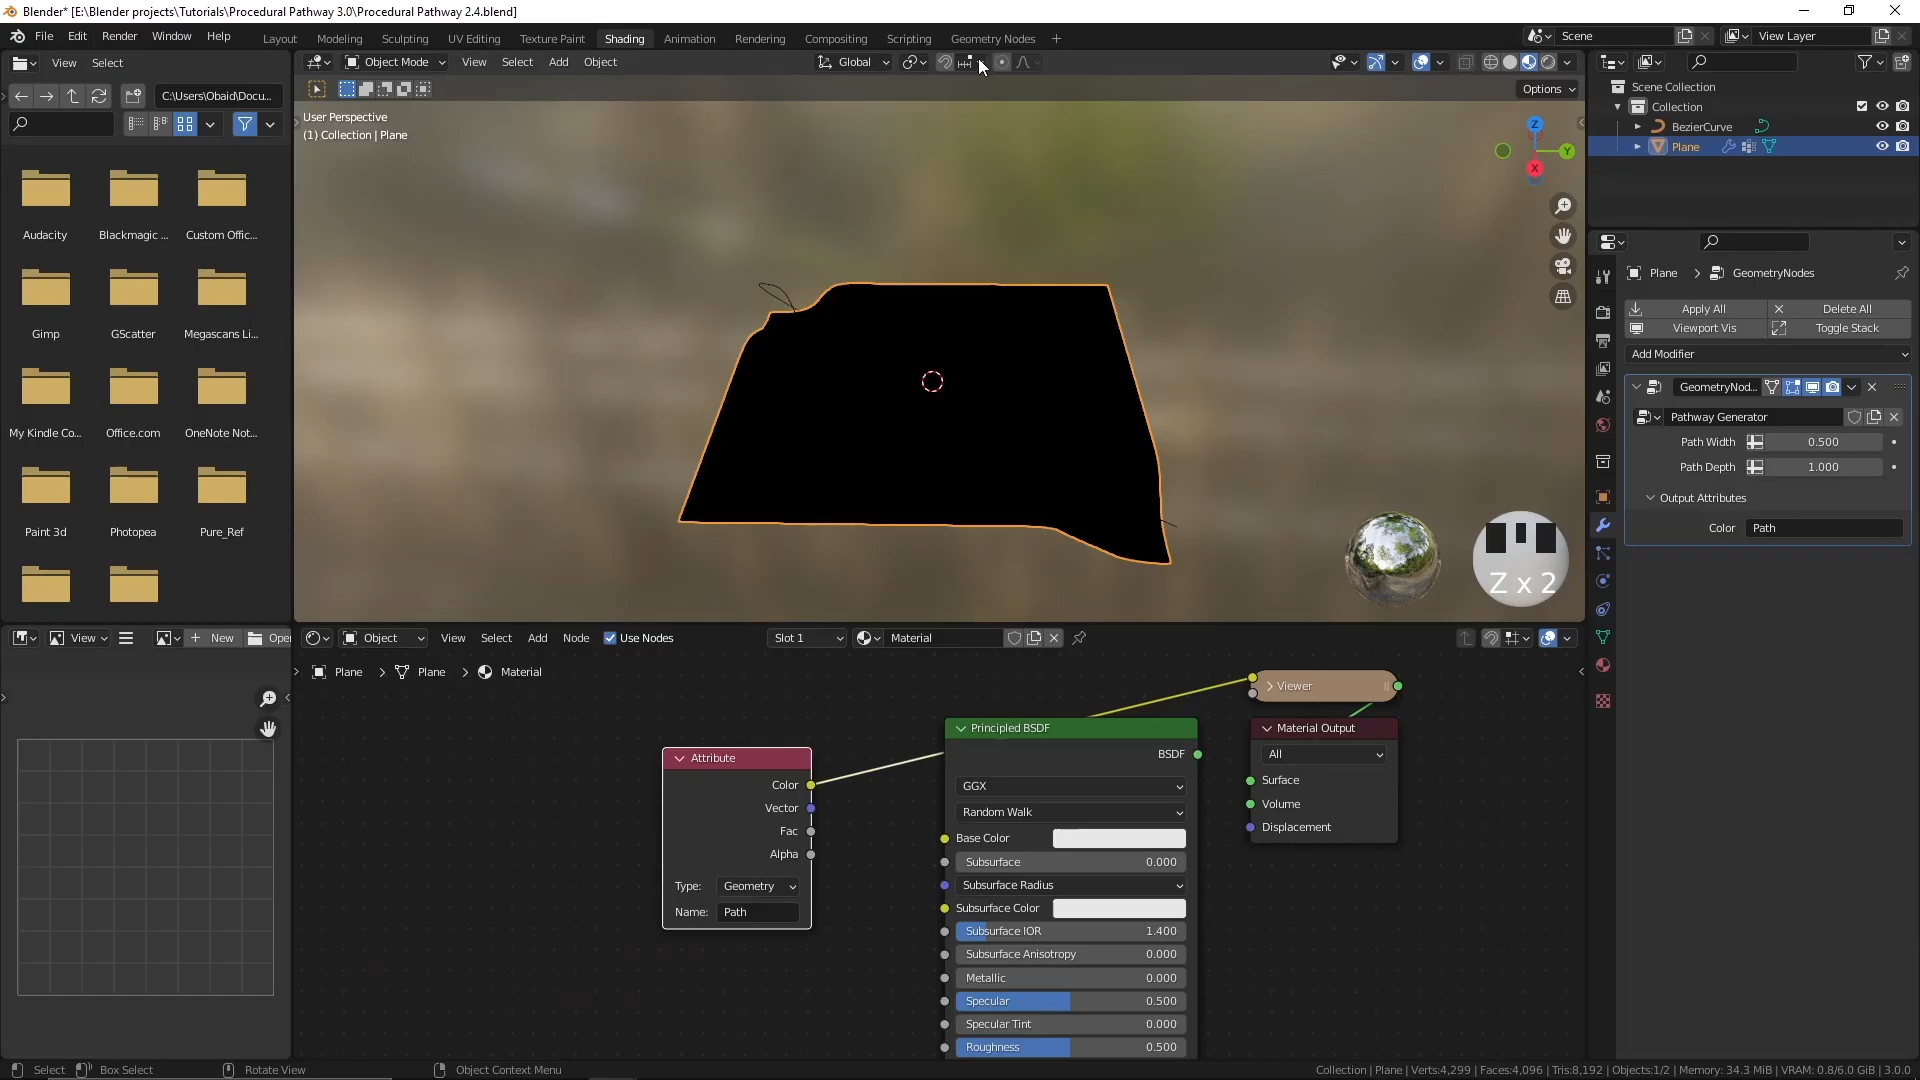 Blender* [E:\Blender projects\Tutorials\Procedural Pathway 3.0\Procedural Pathway 2.4.blend]
File Edit Render Window Help Layout Modeling Sculpting UV Editing Texture Paint Shading Animation Rendering Compositing Scripting Geometry Nodes + Scene View Layer
View Select Object Mode View Select Add Object Global
C:\Users\Obaid\Docu... Options
User Perspective
(1) Collection | Plane
Z
Y
X
Scene Collection
Collection
BezierCurve
Plane
Audacity Blackmagic ... Custom Offic...
Gimp GScatter Megascans Li...
My Kindle Co... Office.com OneNote Not...
Paint 3d Photopea Pure_Ref
Z x 2
Plane > GeometryNodes
Apply All Delete All
Viewport Vis Toggle Stack
Add Modifier
GeometryNod...
Pathway Generator
Path Width 0.500
Path Depth 1.000
Output Attributes
Color Path
View New Open
Object View Select Add Node Use Nodes Slot 1 Material
Plane > Plane > Material
Viewer
Attribute
Color
Vector
Fac
Alpha
Type: Geometry
Name: Path
Principled BSDF
BSDF
GGX
Random Walk
Base Color
Subsurface 0.000
Subsurface Radius
Subsurface Color
Subsurface IOR 1.400
Subsurface Anisotropy 0.000
Metallic 0.000
Specular 0.500
Specular Tint 0.000
Roughness 0.500
Material Output
All
Surface
Volume
Displacement
Select Box Select Rotate View Object Context Menu Collection | Plane | Verts:4,299 | Faces:4,096 | Tris:8,192 | Objects:1/2 | Memory: 34.3 MiB | VRAM: 0.8/6.0 GiB | 3.0.0